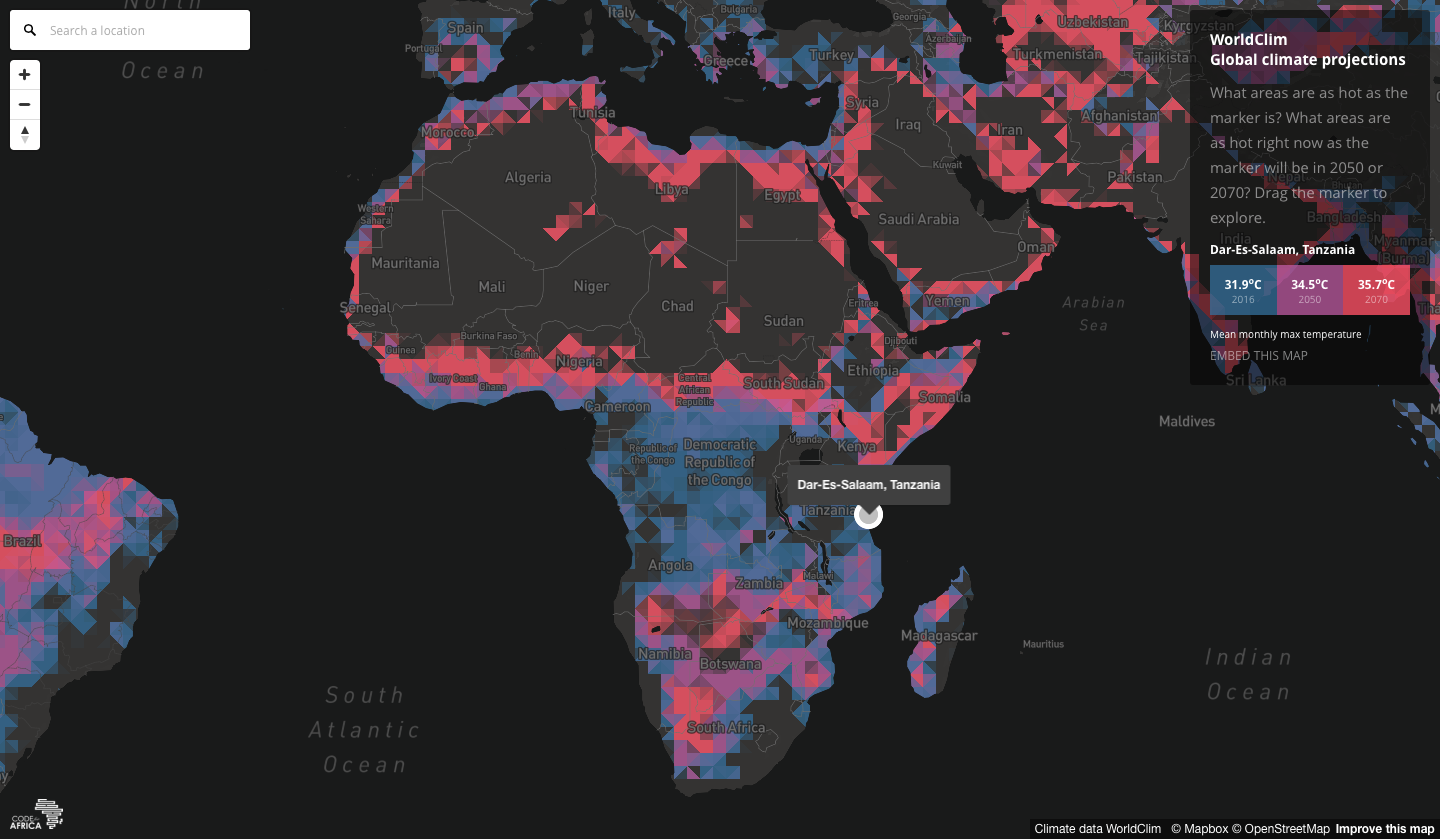 North
Ocean
Search a location
WorldClim
Global climate projections
What areas are as hot as the
marker is? What areas are
as hot right now as the
marker will be in 2050 or
2070? Drag the marker to
explore.
Dar-Es-Salaam, Tanzania
31.9°C 34.5°C 35.7°C
2016 2050 2070
Mean monthly max temperature
EMBED THIS MAP
Italy
Bulgaria
Georgia
Uzbekistan
Kyrgyzstan
Spain
Portugal
Greece
Turkey
Azerbaijan
Turkmenistan
Tajikistan
Tunisia
Syria
Morocco
Iraq
Iran
Afghanistan
Algeria
Libya
Egypt
Kuwait
Pakistan
Nepal
Bhutan
Western
Sahara
Saudi Arabia
Bangladesh
India
Myanmar
(Burma)
Oman
Mauritania
Mali
Niger
Chad
Sudan
Eritrea
Yemen
Arabian
Sea
Senegal
Guinea
Burkina Faso
Benin
Nigeria
Djibouti
Ivory Coast
Ghana
Central
African
Republic
South Sudan
Ethiopia
Sri Lanka
Somalia
Cameroon
Maldives
Republic of
the Congo
Democratic
Republic of
the Congo
Uganda
Kenya
Dar-Es-Salaam, Tanzania
Tanzania
Brazil
Angola
Zambia
Malawi
Mozambique
Madagascar
Mauritius
Namibia
Botswana
South Africa
South
Atlantic
Ocean
Indian
Ocean
CODE for
AFRICA
Climate data WorldClim © Mapbox © OpenStreetMap Improve this map